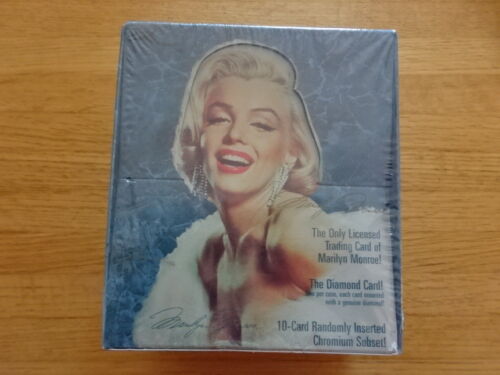 The Only Licensed
Trading Card of
Marilyn Monroe!
The Diamond Card!
per case, each card mounted
with a genuine diamond!
10-Card Randomly Inserted
Chromium Subset!